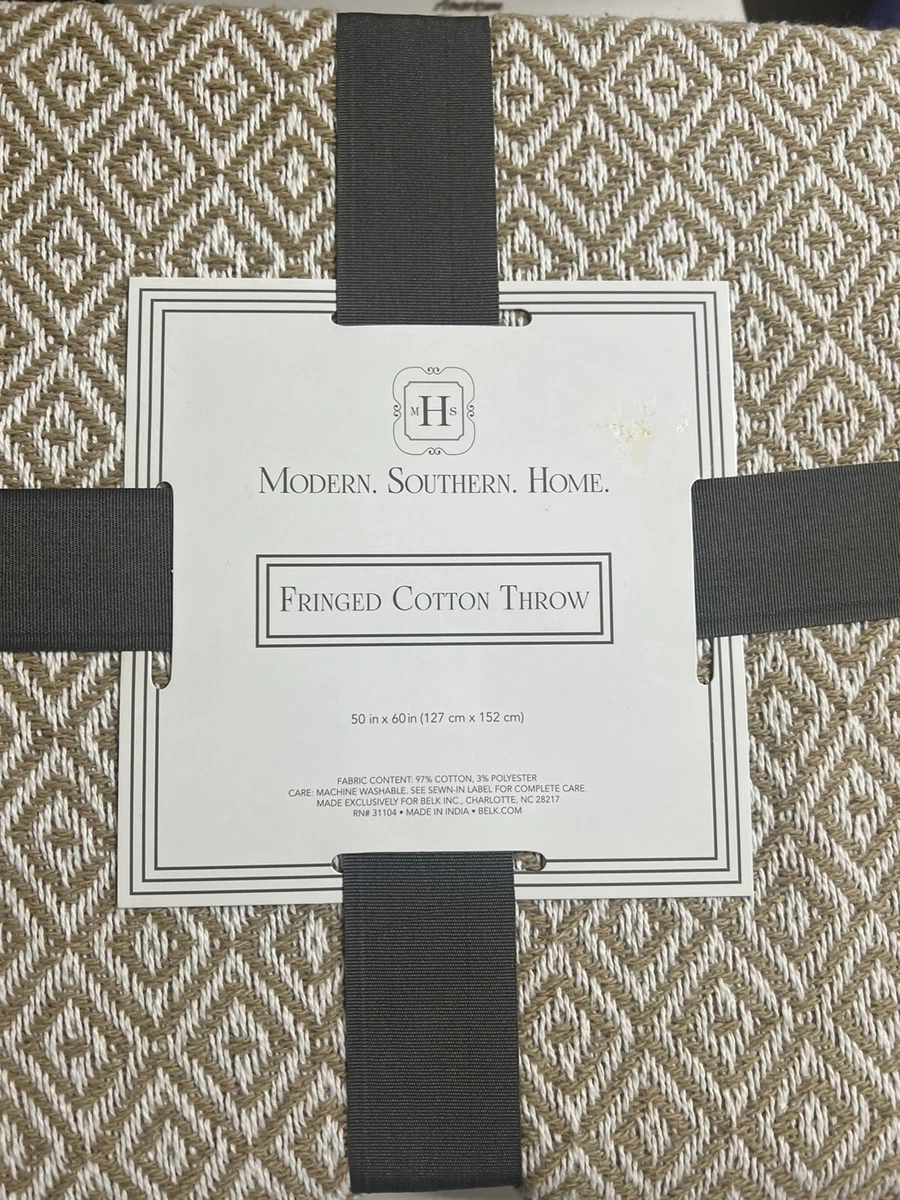 American
M H S
MODERN. SOUTHERN. HOME.
FRINGED COTTON THROW
50 in x 60 in (127 cm x 152 cm)
FABRIC CONTENT: 97% COTTON, 3% POLYESTER
CARE: MACHINE WASHABLE. SEE SEWN-IN LABEL FOR COMPLETE CARE.
MADE EXCLUSIVELY FOR BELK INC., CHARLOTTE, NC 28217
RN# 31104 • MADE IN INDIA • BELK.COM